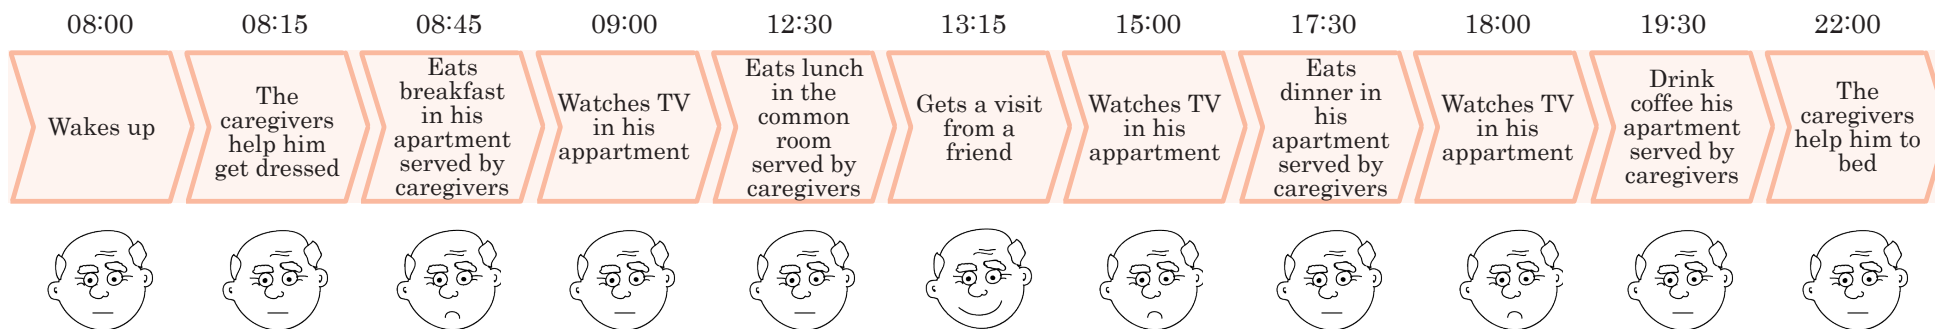 08:00
08:15
08:45
09:00
12:30
13:15
15:00
17:30
18:00
19:30
22:00
Wakes up
The
caregivers
help him
get dressed
Eats
breakfast
in his
apartment
served by
caregivers
Watches TV
in his
appartment
Eats lunch
in the
common
room
served by
caregivers
Gets a visit
from a
friend
Watches TV
in his
appartment
Eats
dinner in
his
apartment
served by
caregivers
Watches TV
in his
appartment
Drink
coffee his
apartment
served by
caregivers
The
caregivers
help him to
bed